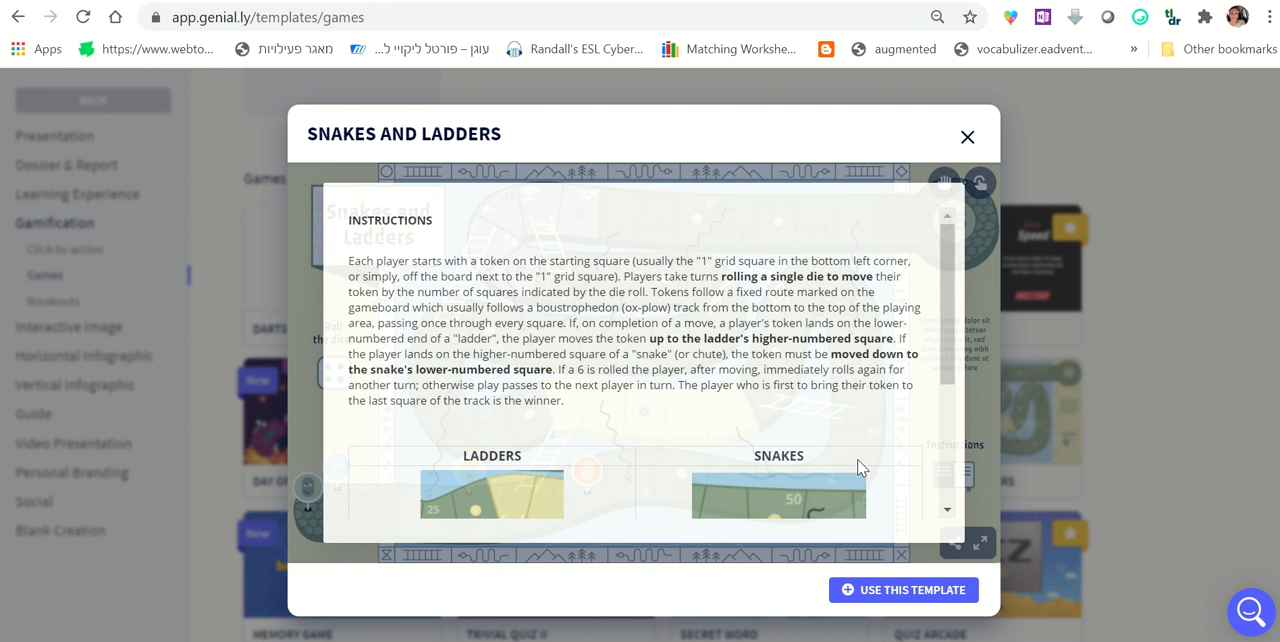 app.genial.ly/templates/games
Apps
https://www.webto...
מאגר פעילויות
עוגן – פורטל ליקויי ל...
Randall's ESL Cyber...
Matching Workshe...
augmented
vocabulizer.eadvent...
»
Other bookmarks
BACK
Presentation
Dossier & Report
Learning Experience
Gamification
Click-to-action
Games
Breakouts
Interactive Image
Horizontal infographic
Vertical Infographic
Guide
Video Presentation
Personal Branding
Social
Blank Creation
Games
SNAKES AND LADDERS
Snakes and
Ladders
INSTRUCTIONS
Each player starts with a token on the starting square (usually the "1" grid square in the bottom left corner,
or simply, off the board next to the "1" grid square). Players take turns rolling a single die to move their
token by the number of squares indicated by the die roll. Tokens follow a fixed route marked on the
gameboard which usually follows a boustrophedon (ox-plow) track from the bottom to the top of the playing
area, passing once through every square. If, on completion of a move, a player's token lands on the lower-
numbered end of a "ladder", the player moves the token up to the ladder's higher-numbered square. If
the player lands on the higher-numbered square of a "snake" (or chute), the token must be moved down to
the snake's lower-numbered square. If a 6 is rolled the player, after moving, immediately rolls again for
another turn; otherwise play passes to the next player in turn. The player who is first to bring their token to
the last square of the track is the winner.
LADDERS
SNAKES
25
50
Roll
Instructions
USE THIS TEMPLATE
Speed
DARTS
New
New
MEMORY GAME
TRIVIAL QUIZ II
SECRET WORD
QUIZ ARCADE